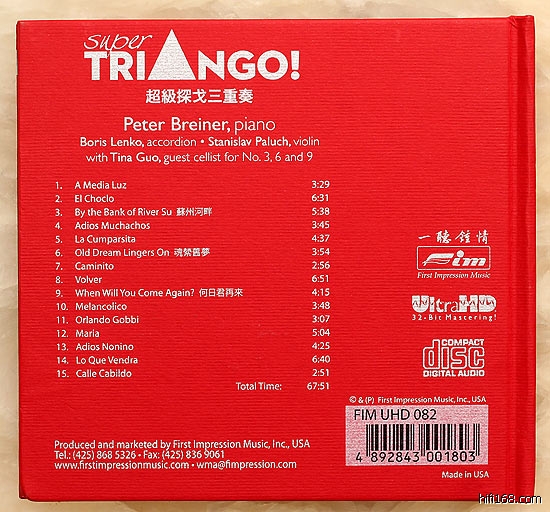 super
TRIANGO!
超級探戈三重奏
Peter Breiner, piano
Boris Lenko, accordion • Stanislav Paluch, violin
with Tina Guo, guest cellist for No. 3, 6 and 9
1. A Media Luz 3:29
2. El Choclo 6:31
3. By the Bank of River Su 蘇州河畔 5:38
4. Adios Muchachos 3:45
5. La Cumparsita 4:37
6. Old Dream Lingers On 魂縈舊夢 3:54
7. Caminito 2:56
8. Volver 6:51
9. When Will You Come Again? 何日君再來 4:15
10. Melancolico 3:48
11. Orlando Gobbi 3:07
12. Maria 5:04
13. Adios Nonino 4:25
14. Lo Que Vendra 6:40
15. Calle Cabildo 2:51
Total Time: 67:51
一聽鍾情
Fim
First Impression Music
UltraHD
32-Bit Mastering!
COMPACT
disc
DIGITAL AUDIO
© & (P) First Impression Music, Inc., USA
FIM UHD 082
4 892843 001803
Made in USA
Produced and marketed by First Impression Music, Inc., USA
Tel.: (425) 868 5326 • Fax: (425) 836 9061
www.firstimpressionmusic.com • wma@fimpression.com
hifi168.com